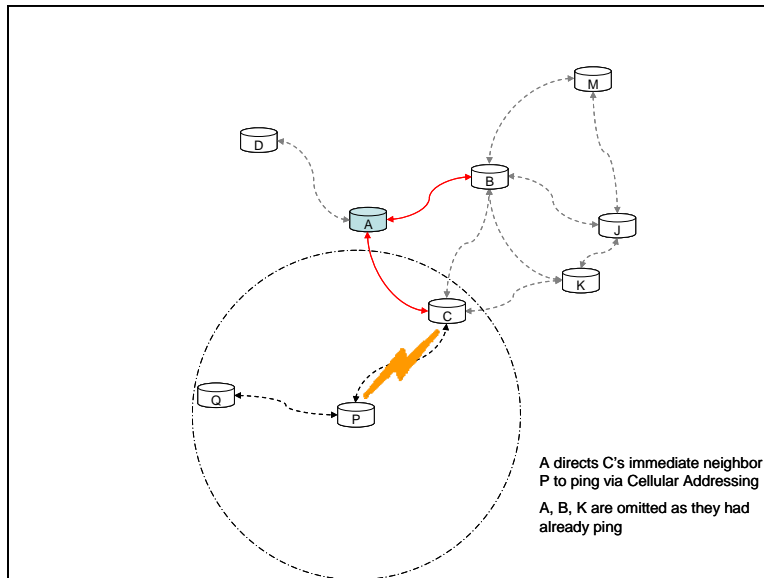 M
D
B
A
J
K
C
Q
P
A directs C's immediate neighbor
P to ping via Cellular Addressing
A, B, K are omitted as they had
already ping